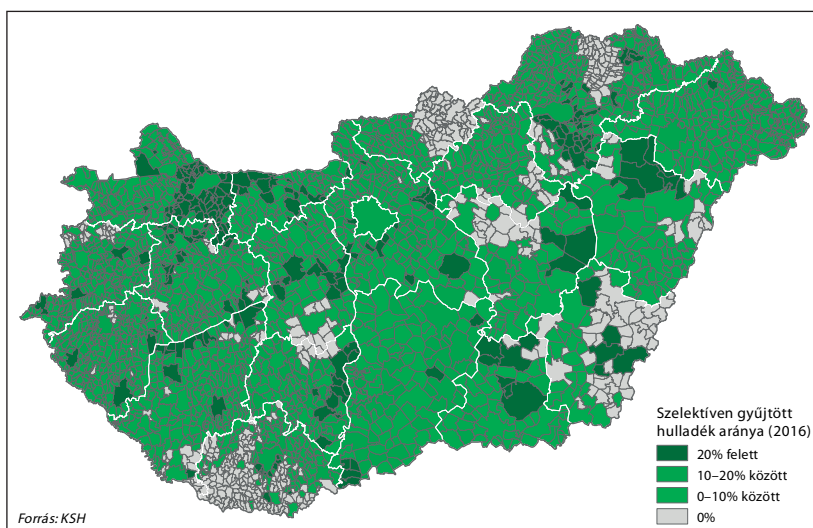 Szelektíven gyűjtött
hulladék aránya (2016)
20% felett
10–20% között
0–10% között
0%
Forrás: KSH